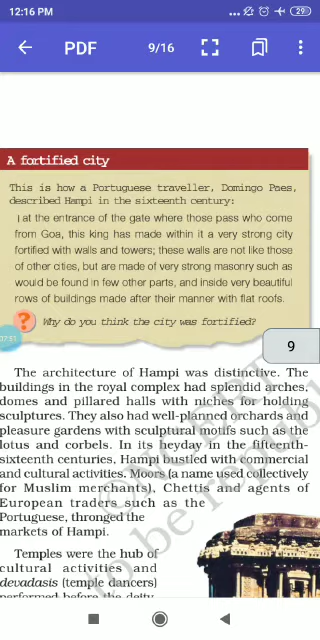 12:16 PM
... 29
PDF
9/16
A fortified city
This is how a Portuguese traveller, Domingo Paes,
described Hampi in the sixteenth century:
) at the entrance of the gate where those pass who come
from Goa, this king has made within it a very strong city
fortified with walls and towers; these walls are not like those
of other cities, but are made of very strong masonry such as
would be found in few other parts, and inside very beautiful
rows of buildings made after their manner with flat roofs.
? Why do you think the city was fortified?
9
The architecture of Hampi was distinctive. The
buildings in the royal complex had splendid arches,
domes and pillared halls with niches for holding
sculptures. They also had well-planned orchards and
pleasure gardens with sculptural motifs such as the
lotus and corbels. In its heyday in the fifteenth-
sixteenth centuries, Hampi bustled with commercial
and cultural activities. Moors (a name used collectively
for Muslim merchants), Chettis and agents of
European traders such as the
Portuguese, thronged the
markets of Hampi.
Temples were the hub of
cultural activities and
devadasis (temple dancers)
performed before the deity,
© NCERT
to be republi